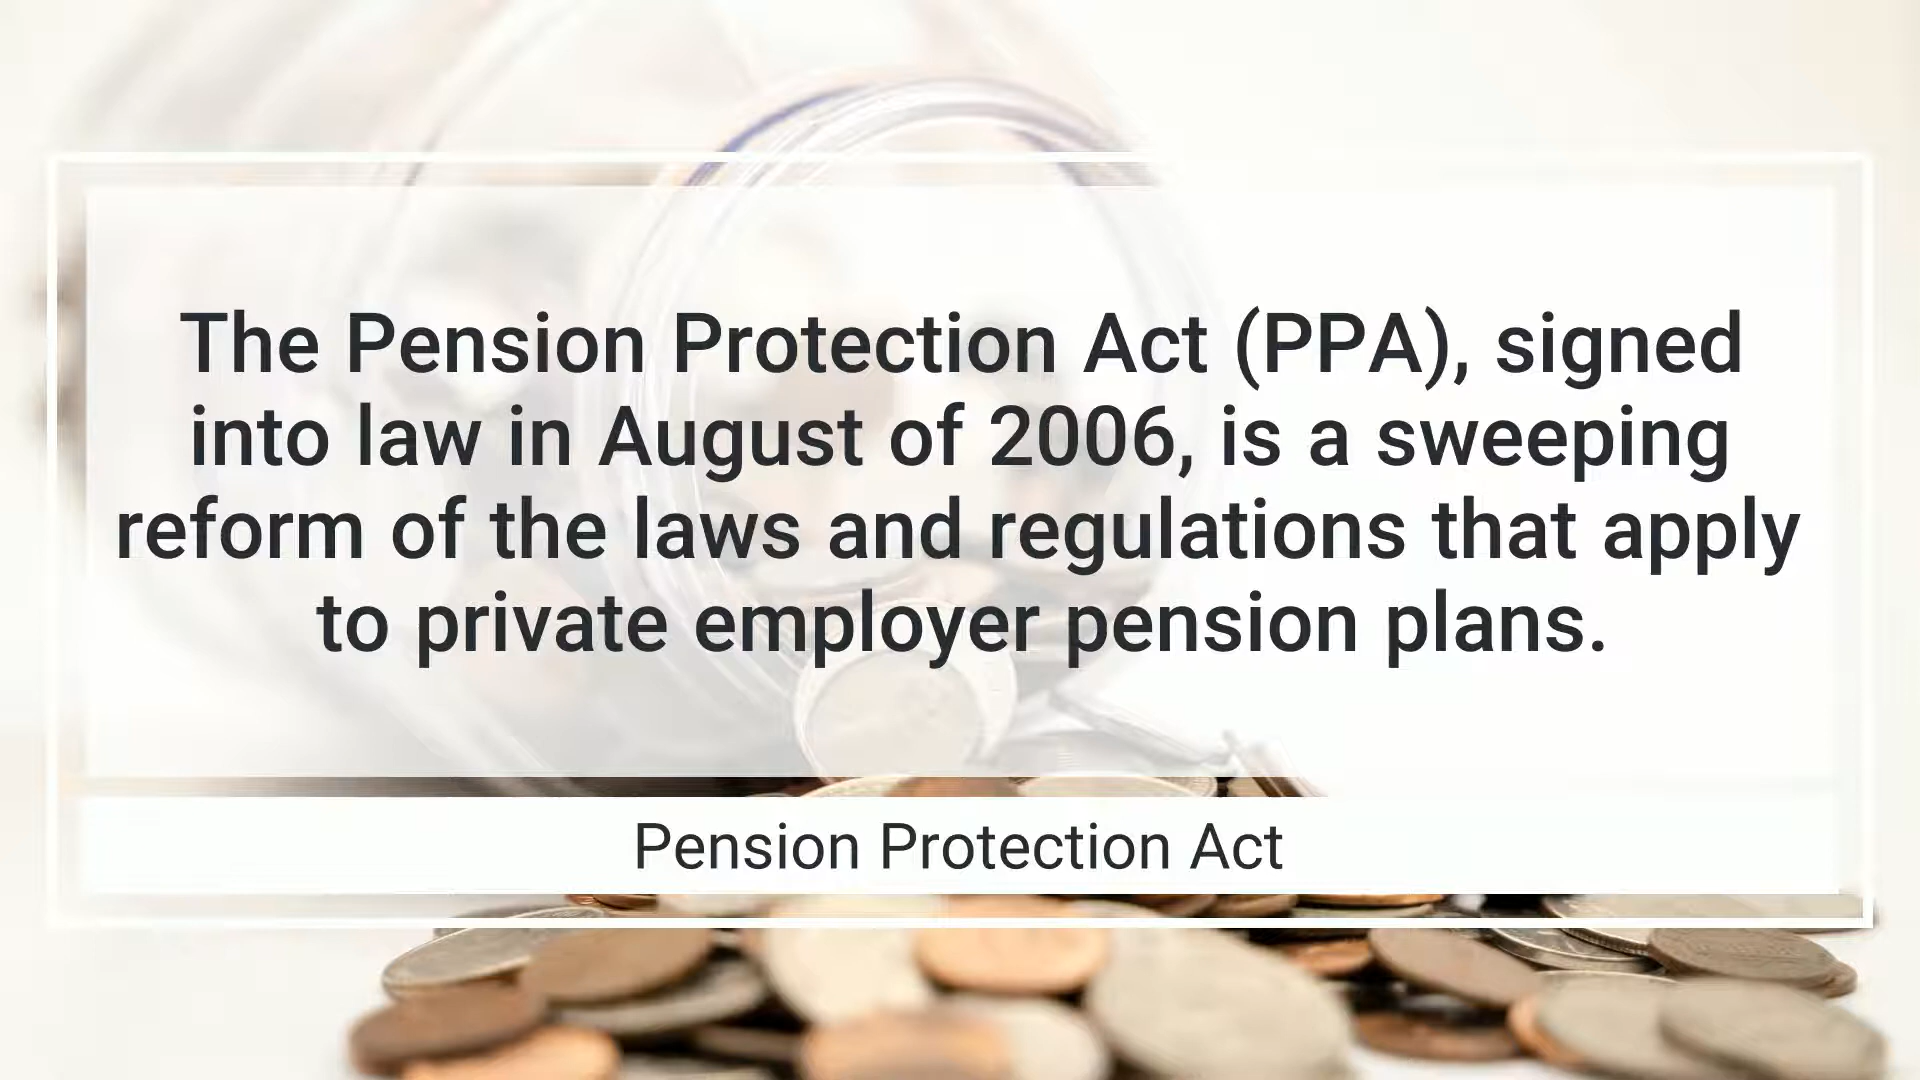 The Pension Protection Act (PPA), signed
into law in August of 2006, is a sweeping
reform of the laws and regulations that apply
to private employer pension plans.
Pension Protection Act